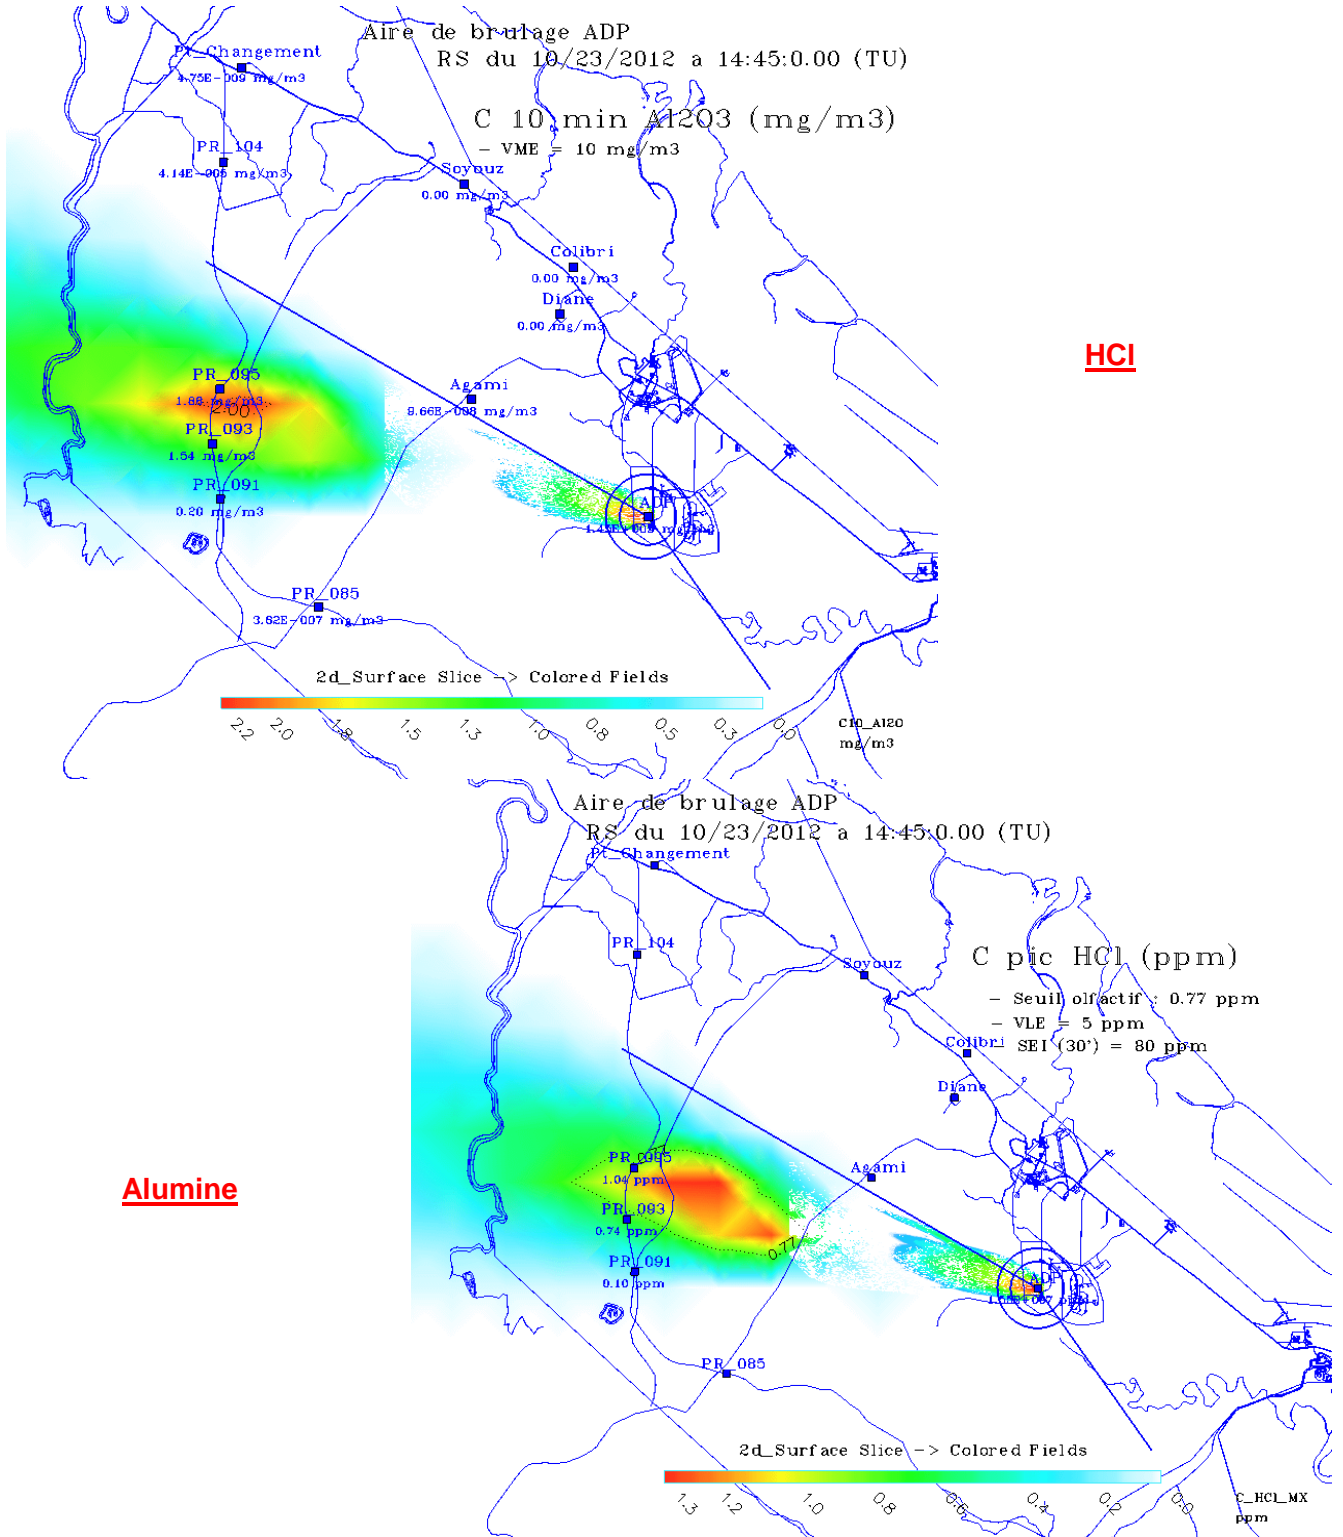 Aire de brulage ADP
RS du 10/23/2012 a 14:45:0.00 (TU)
Pt_Changement
4.75E-009 mg/m3
C 10 min Al2O3 (mg/m3)
- VME = 10 mg/m3
PR_104
4.14E-005 mg/m3
Soyouz
0.00 mg/m3
Colibri
0.00 mg/m3
Diane
0.00 mg/m3
HCl
PR_095
1.88 mg/m3
2.00
Agami
9.66E-008 mg/m3
PR_093
1.54 mg/m3
PR_091
0.20 mg/m3
ADP
PR_085
3.62E-007 mg/m3
2d_Surface Slice -> Colored Fields
2.2 2.0 1.8 1.5 1.3 1.0 0.8 0.5 0.3 0.0
C10_Al2O
mg/m3
Aire de brulage ADP
RS du 10/23/2012 a 14:45:0.00 (TU)
Pt_Changement
PR_104
Soyouz
C pic HCl (ppm)
- Seuil olfactif : 0.77 ppm
- VLE = 5 ppm
- SEI (30') = 80 ppm
Colibri
Diane
PR_095
1.04 ppm
Agami
Alumine
PR_093
0.74 ppm
0.77
PR_091
0.10 ppm
ADP
PR_085
2d_Surface Slice -> Colored Fields
1.3 1.2 1.0 0.8 0.6 0.4 0.2 0.0
C_HCl_MX
ppm